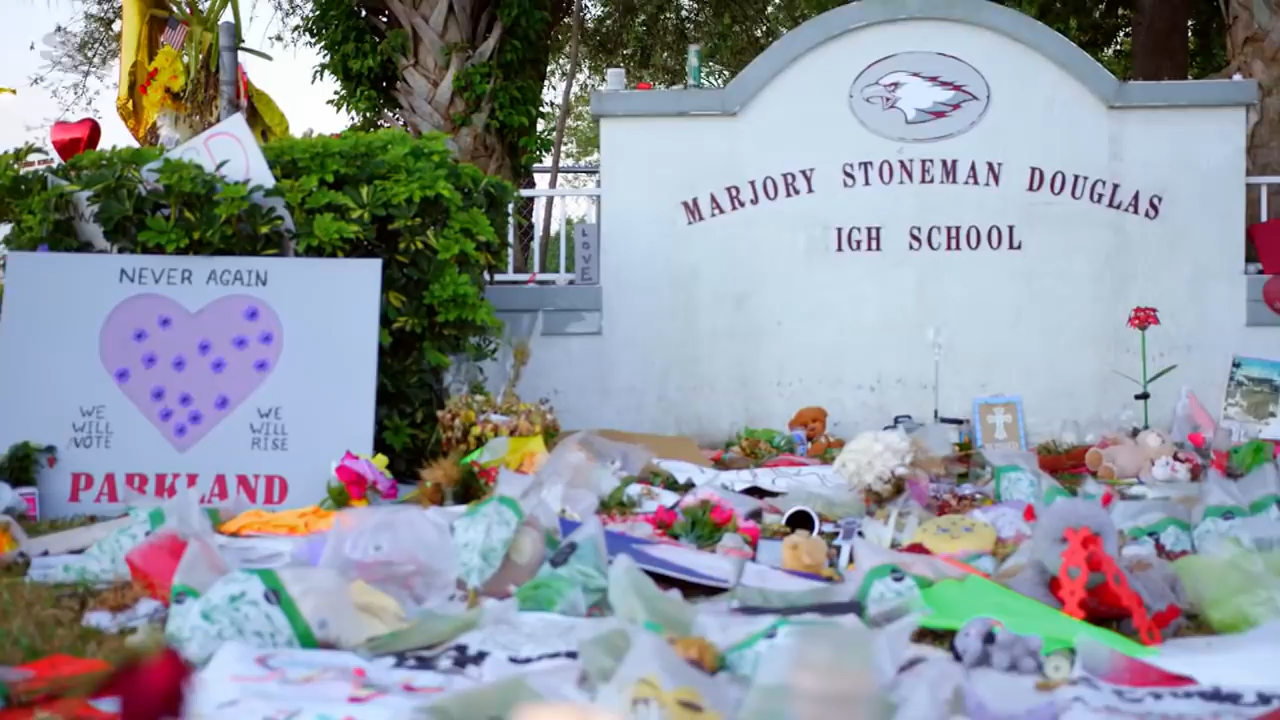 MARJORY STONEMAN DOUGLAS
IGH SCHOOL
LOVE
NEVER AGAIN
WE
WILL
VOTE
WE
WILL
RISE
PARKLAND